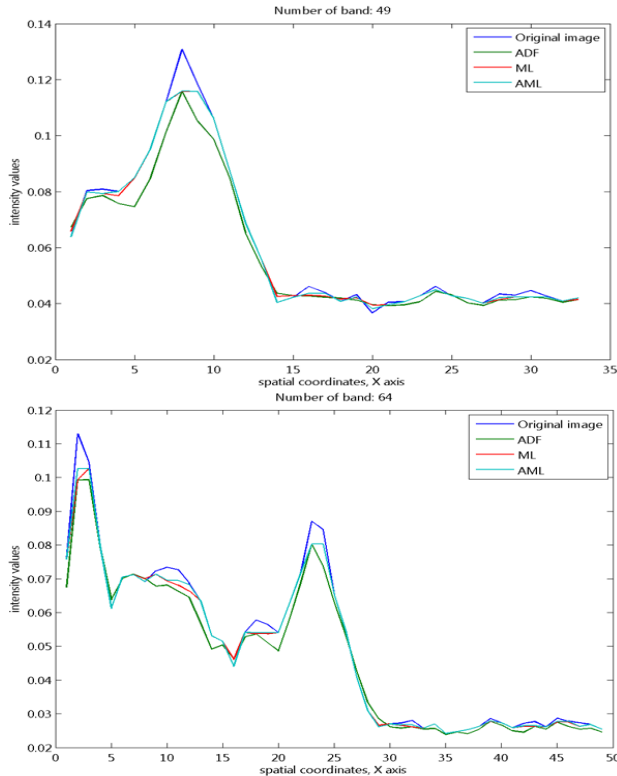 Number of band: 49
0.14
0.12
0.1
0.08
0.06
0.04
0.02
intensity values
0 5 10 15 20 25 30 35
spatial coordinates, X axis
Original image
ADF
ML
AML
Number of band: 64
0.12
0.11
0.1
0.09
0.08
0.07
0.06
0.05
0.04
0.03
0.02
intensity values
0 5 10 15 20 25 30 35 40 45 50
spatial coordinates, X axis
Original image
ADF
ML
AML